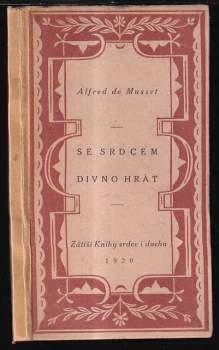 Alfred de Musset
SE SRDCEM
DIVNO HRÁT
Zátiší Knihy srdce i ducha
1920